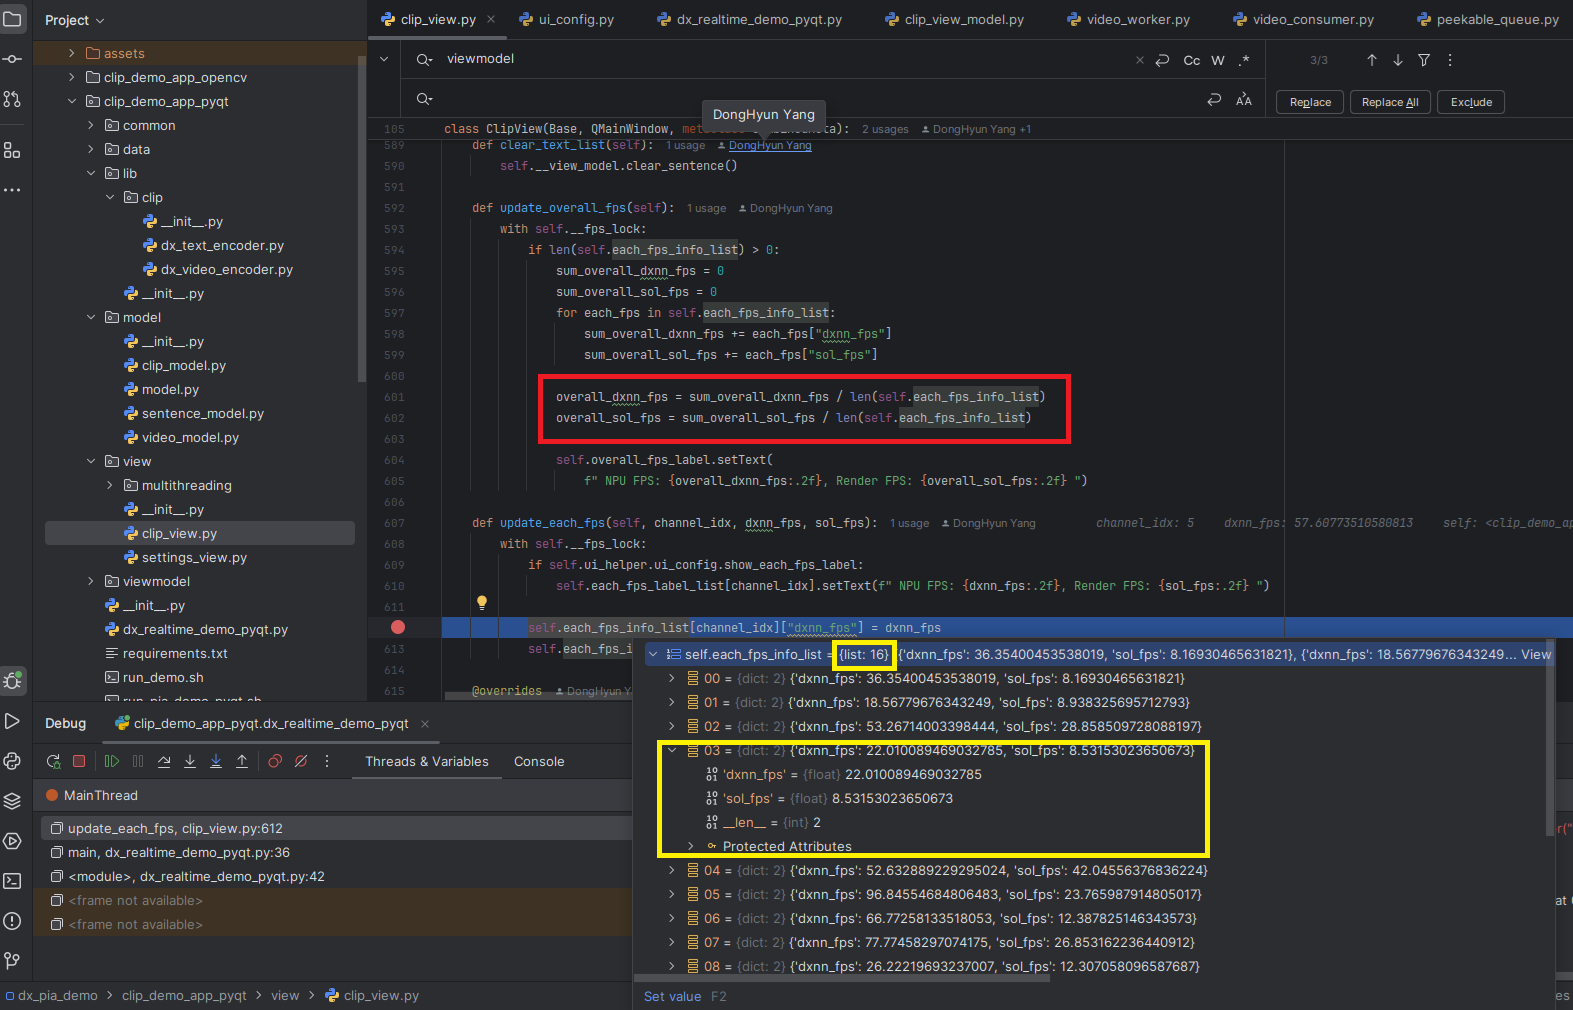 Project
clip_view.py
ui_config.py
dx_realtime_demo_pyqt.py
clip_view_model.py
video_worker.py
video_consumer.py
peekable_queue.py
assets
clip_demo_app_opencv
clip_demo_app_pyqt
common
data
lib
clip
__init__.py
dx_text_encoder.py
dx_video_encoder.py
__init__.py
model
__init__.py
clip_model.py
model.py
sentence_model.py
video_model.py
view
multithreading
__init__.py
clip_view.py
settings_view.py
viewmodel
__init__.py
dx_realtime_demo_pyqt.py
requirements.txt
run_demo.sh
run_pia_demo_pyqt.sh
viewmodel
Cc W .*
3/3
Replace
Replace All
Exclude
DongHyun Yang
105 class ClipView(Base, QMainWindow, 2 usages DongHyun Yang +1
589 def clear_text_list(self): 1 usage DongHyun Yang
590 self.__view_model.clear_sentence()
591
592 def update_overall_fps(self): 1 usage DongHyun Yang
593 with self.__fps_lock:
594 if len(self.each_fps_info_list) > 0:
595 sum_overall_dxnn_fps = 0
596 sum_overall_sol_fps = 0
597 for each_fps in self.each_fps_info_list:
598 sum_overall_dxnn_fps += each_fps["dxnn_fps"]
599 sum_overall_sol_fps += each_fps["sol_fps"]
600
601 overall_dxnn_fps = sum_overall_dxnn_fps / len(self.each_fps_info_list)
602 overall_sol_fps = sum_overall_sol_fps / len(self.each_fps_info_list)
603
604 self.overall_fps_label.setText(
605 f" NPU FPS: {overall_dxnn_fps:.2f}, Render FPS: {overall_sol_fps:.2f} ")
606
607 def update_each_fps(self, channel_idx, dxnn_fps, sol_fps): 1 usage DongHyun Yang channel_idx: 5 dxnn_fps: 57.60773510580813 self: <clip_demo_ap
608 with self.__fps_lock:
609 if self.ui_helper.ui_config.show_each_fps_label:
610 self.each_fps_label_list[channel_idx].setText(f" NPU FPS: {dxnn_fps:.2f}, Render FPS: {sol_fps:.2f} ")
611
self.each_fps_info_list[channel_idx]["dxnn_fps"] = dxnn_fps
613 self.each_fps_i
614
615 @overrides DongHyun
self.each_fps_info_list = {list: 16} [{'dxnn_fps': 36.35400453538019, 'sol_fps': 8.16930465631821}, {'dxnn_fps': 18.56779676343249... View
00 = {dict: 2} {'dxnn_fps': 36.35400453538019, 'sol_fps': 8.16930465631821}
01 = {dict: 2} {'dxnn_fps': 18.56779676343249, 'sol_fps': 8.938325695712793}
02 = {dict: 2} {'dxnn_fps': 53.26714003398444, 'sol_fps': 28.858509728088197}
03 = {dict: 2} {'dxnn_fps': 22.010089469032785, 'sol_fps': 8.53153023650673}
'dxnn_fps' = {float} 22.010089469032785
'sol_fps' = {float} 8.53153023650673
__len__ = {int} 2
Protected Attributes
04 = {dict: 2} {'dxnn_fps': 52.632889229295024, 'sol_fps': 42.04556376836224}
05 = {dict: 2} {'dxnn_fps': 96.84554684806483, 'sol_fps': 23.765987914805017}
06 = {dict: 2} {'dxnn_fps': 66.77258133518053, 'sol_fps': 12.387825146343573}
07 = {dict: 2} {'dxnn_fps': 77.77458297074175, 'sol_fps': 26.853162236440912}
08 = {dict: 2} {'dxnn_fps': 26.22219693237007, 'sol_fps': 12.307058096587687}
Set value F2
Debug
clip_demo_app_pyqt.dx_realtime_demo_pyqt
Threads & Variables
Console
MainThread
update_each_fps, clip_view.py:612
main, dx_realtime_demo_pyqt.py:36
<module>, dx_realtime_demo_pyqt.py:42
<frame not available>
<frame not available>
dx_pia_demo > clip_demo_app_pyqt > view > clip_view.py